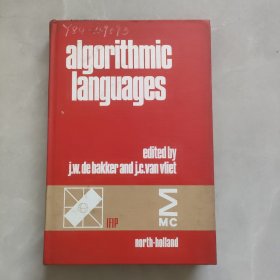 algorithmic
languages
edited by
j.w. de bakker and j.c. van vliet
IFIP
MC
north-holland